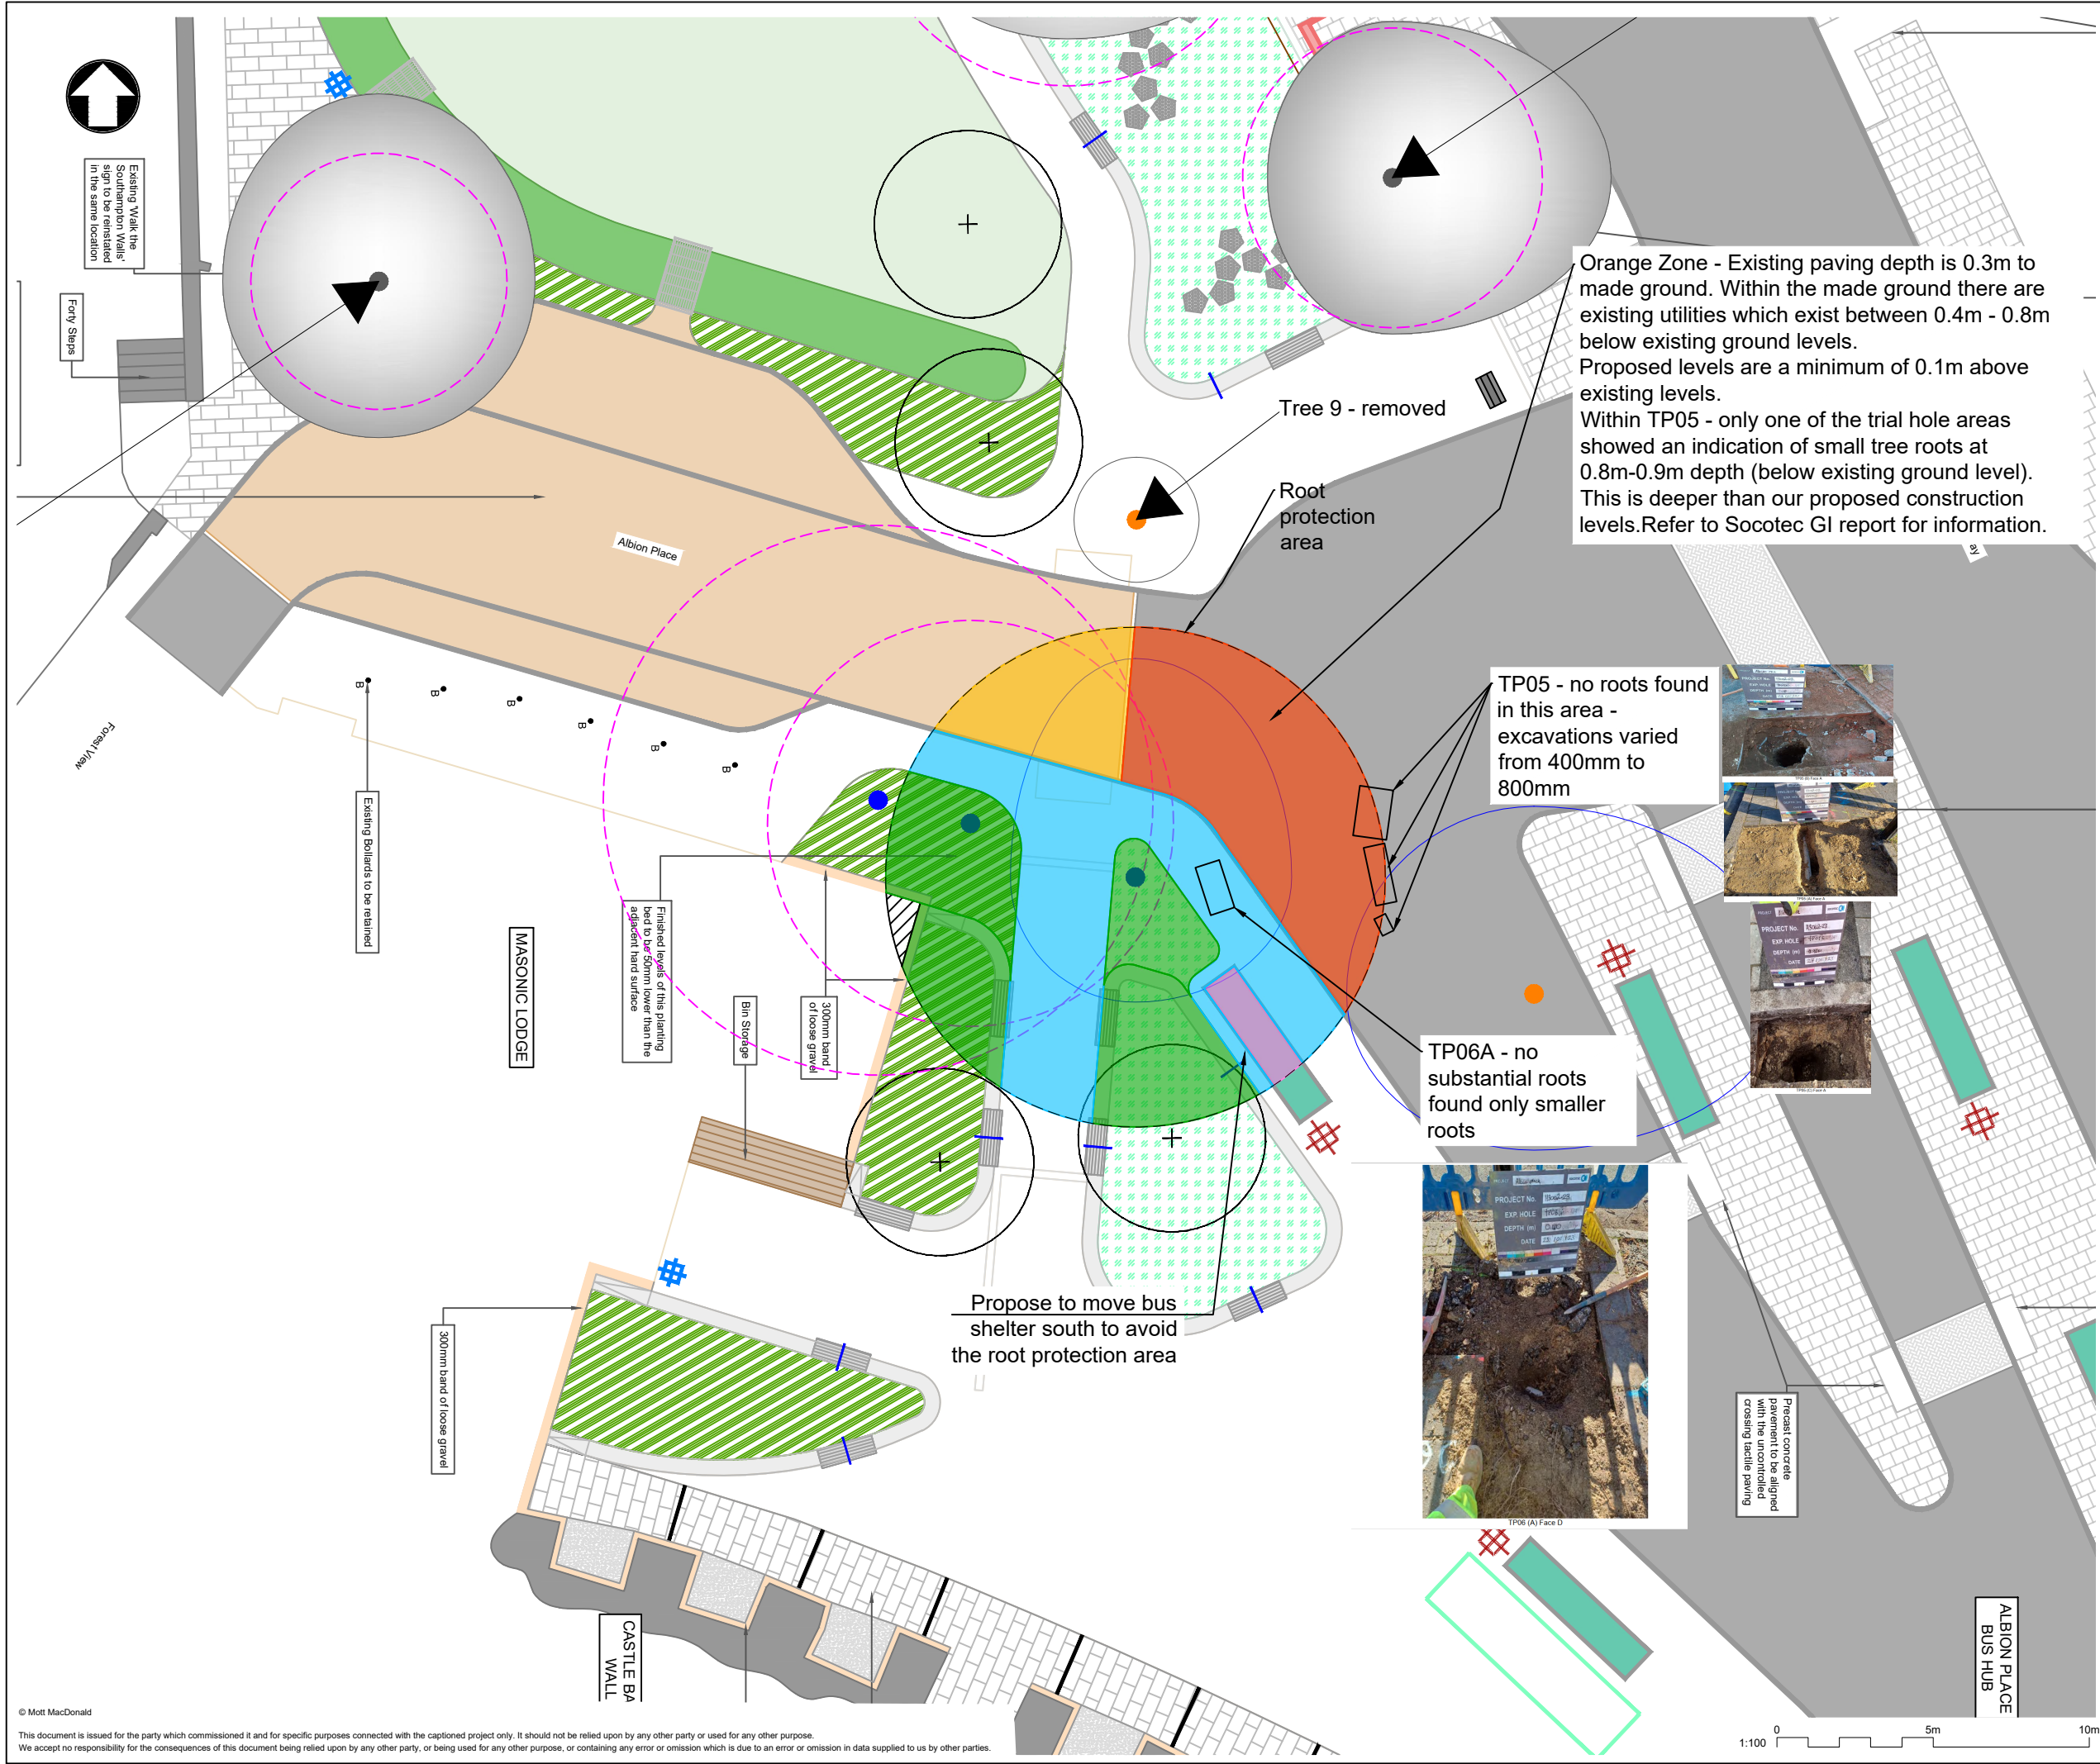 Existing 'Walk the
Southampton Walls'
sign to be reinstated
in the same location
Forty Steps
Orange Zone - Existing paving depth is 0.3m to
made ground. Within the made ground there are
existing utilities which exist between 0.4m - 0.8m
below existing ground levels.
Proposed levels are a minimum of 0.1m above
existing levels.
Within TP05 - only one of the trial hole areas
showed an indication of small tree roots at
0.8m-0.9m depth (below existing ground level).
This is deeper than our proposed construction
levels.Refer to Socotec GI report for information.
ay
Tree 9 - removed
Root
protection
area
Albion Place
TP05 - no roots found
in this area -
excavations varied
from 400mm to
800mm
B
B
B
B
B
B
Forest View
Existing Bollards to be retained
MASONIC LODGE
Finished levels of this planting
bed to be 50mm lower than the
adjacent hard surface
Bin Storage
300mm band
of loose gravel
PROJECT No.
EXP. HOLE
DEPTH (m)
DATE
TP06A - no
substantial roots
found only smaller
roots
PROJECT No.
EXP. HOLE
DEPTH (m)
DATE
TP06 (A) Face D
Propose to move bus
shelter south to avoid
the root protection area
300mm band of loose gravel
Precast concrete
pavement to be aligned
with the uncontrolled
crossing tactile paving
CASTLE BA
WALL
ALBION PLACE
BUS HUB
© Mott MacDonald
This document is issued for the party which commissioned it and for specific purposes connected with the captioned project only. It should not be relied upon by any other party or used for any other purpose.
We accept no responsibility for the consequences of this document being relied upon by any other party, or being used for any other purpose, or containing any error or omission which is due to an error or omission in data supplied to us by other parties.
1:100
0
5m
10m